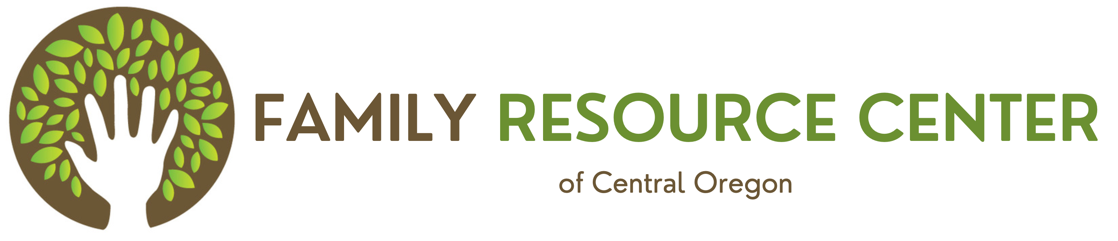 FAMILY RESOURCE CENTER
of Central Oregon